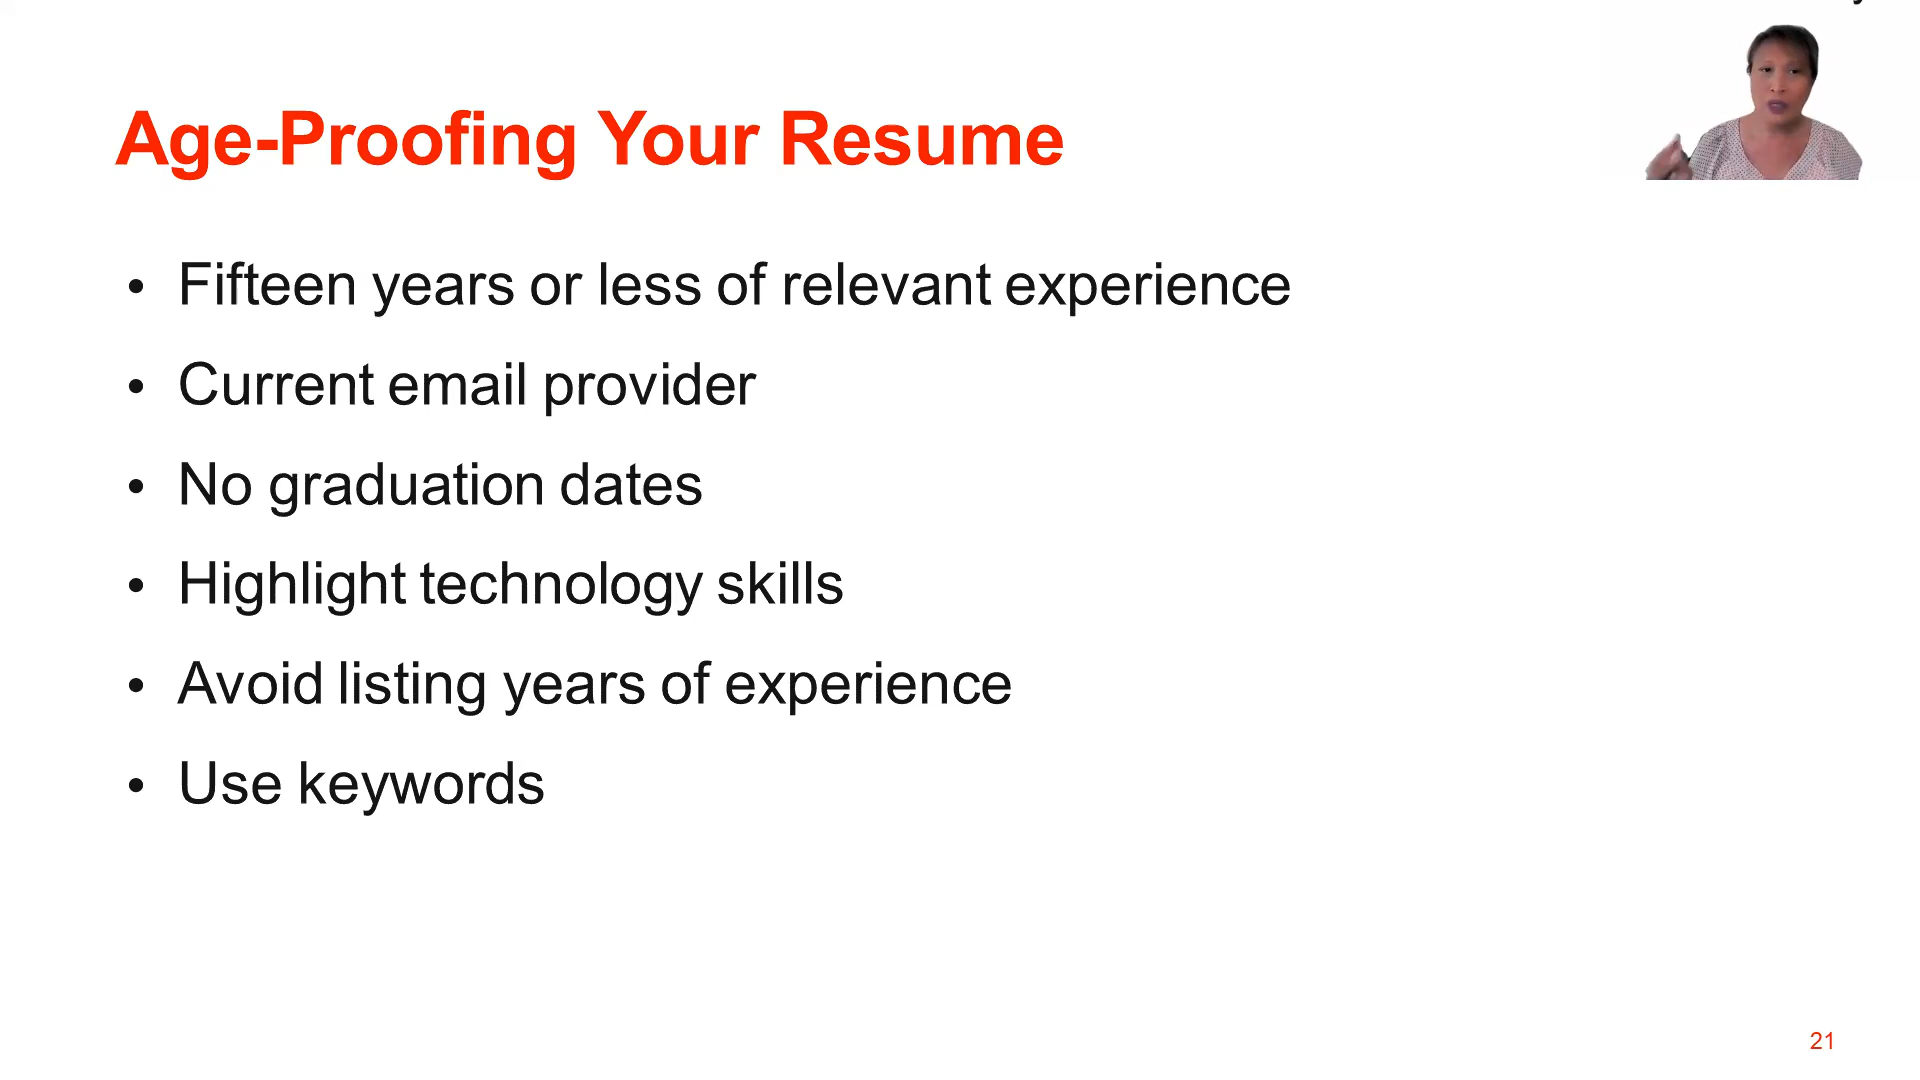 Age-Proofing Your Resume
• Fifteen years or less of relevant experience
• Current email provider
• No graduation dates
• Highlight technology skills
• Avoid listing years of experience
• Use keywords
21